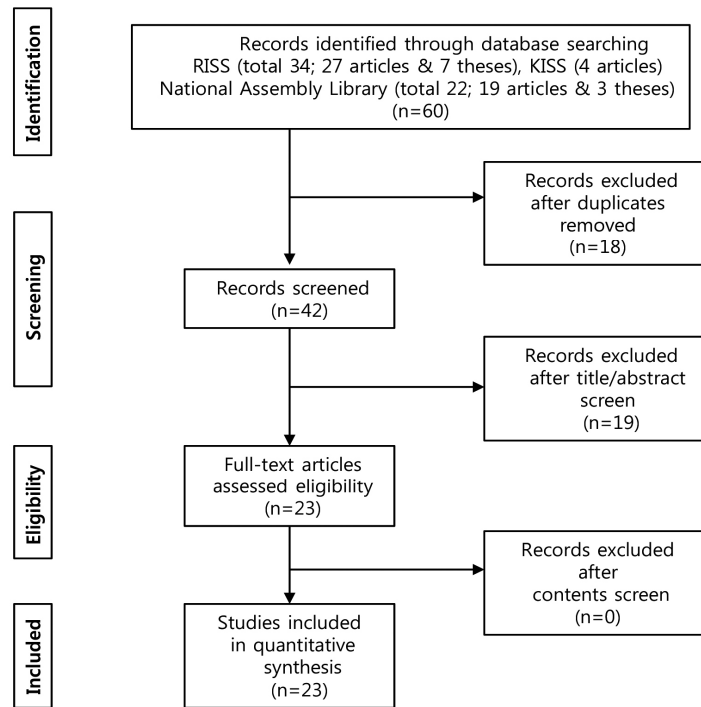 Identification
Records identified through database searching
RISS (total 34; 27 articles & 7 theses), KISS (4 articles)
National Assembly Library (total 22; 19 articles & 3 theses)
(n=60)
Records excluded
after duplicates
removed
(n=18)
Screening
Records screened
(n=42)
Records excluded
after title/abstract
screen
(n=19)
Eligibility
Full-text articles
assessed eligibility
(n=23)
Records excluded
after
contents screen
(n=0)
Included
Studies included
in quantitative
synthesis
(n=23)